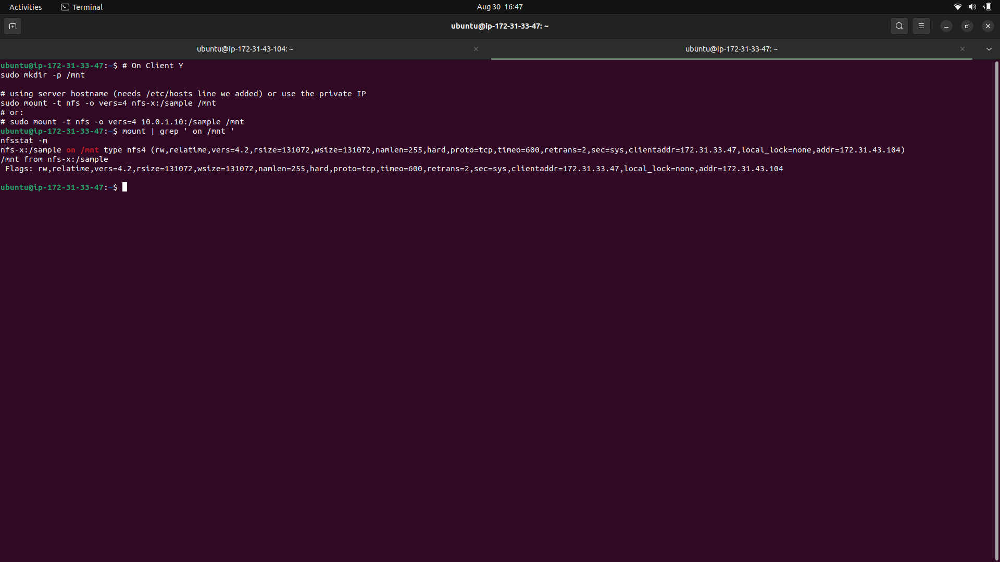 Activities
Terminal
Aug 30 16:47
ubuntu@ip-172-31-33-47: ~
ubuntu@ip-172-31-43-104: ~
ubuntu@ip-172-31-33-47: ~
ubuntu@ip-172-31-33-47:~$ # On Client Y
sudo mkdir -p /mnt
# using server hostname (needs /etc/hosts line we added) or use the private IP
sudo mount -t nfs -o vers=4 nfs-x:/sample /mnt
# or:
# sudo mount -t nfs -o vers=4 10.0.1.10:/sample /mnt
ubuntu@ip-172-31-33-47:~$ mount | grep ' on /mnt '
nfsstat -m
nfs-x:/sample on /mnt type nfs4 (rw,relatime,vers=4.2,rsize=131072,wsize=131072,namlen=255,hard,proto=tcp,timeo=600,retrans=2,sec=sys,clientaddr=172.31.33.47,local_lock=none,addr=172.31.43.104)
/mnt from nfs-x:/sample
 Flags: rw,relatime,vers=4.2,rsize=131072,wsize=131072,namlen=255,hard,proto=tcp,timeo=600,retrans=2,sec=sys,clientaddr=172.31.33.47,local_lock=none,addr=172.31.43.104
ubuntu@ip-172-31-33-47:~$